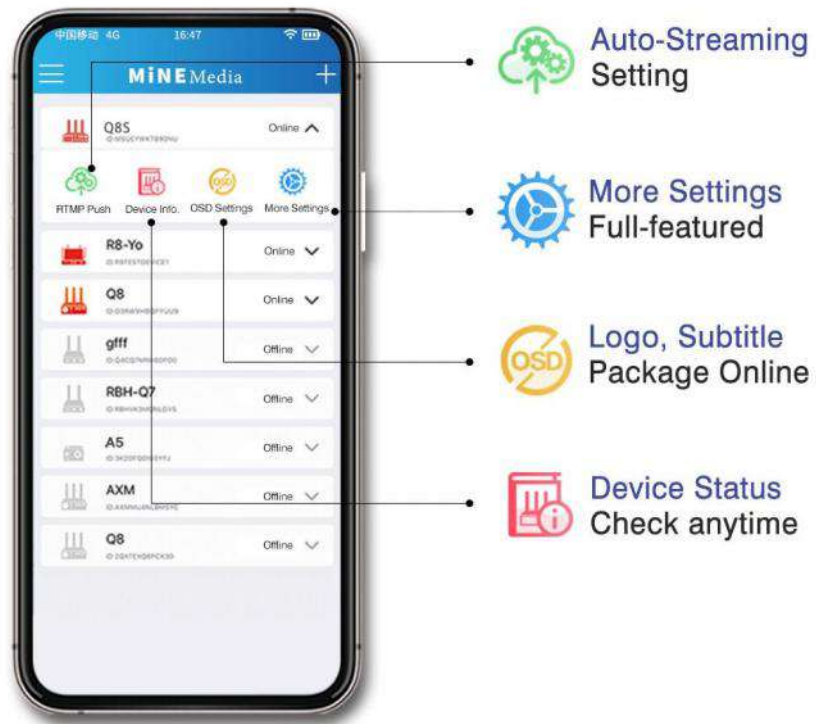 中国移动 4G 16:47
MiNEMedia
Q8S
Online
RTMP Push Device Info. OSD Settings More Settings
R8-Yo
Online
Q8
Online
gfff
Offline
RBH-Q7
Offline
A5
Offline
AXM
Offline
Q8
Offline
Auto-Streaming
Setting
More Settings
Full-featured
OSD
Logo, Subtitle
Package Online
Device Status
Check anytime